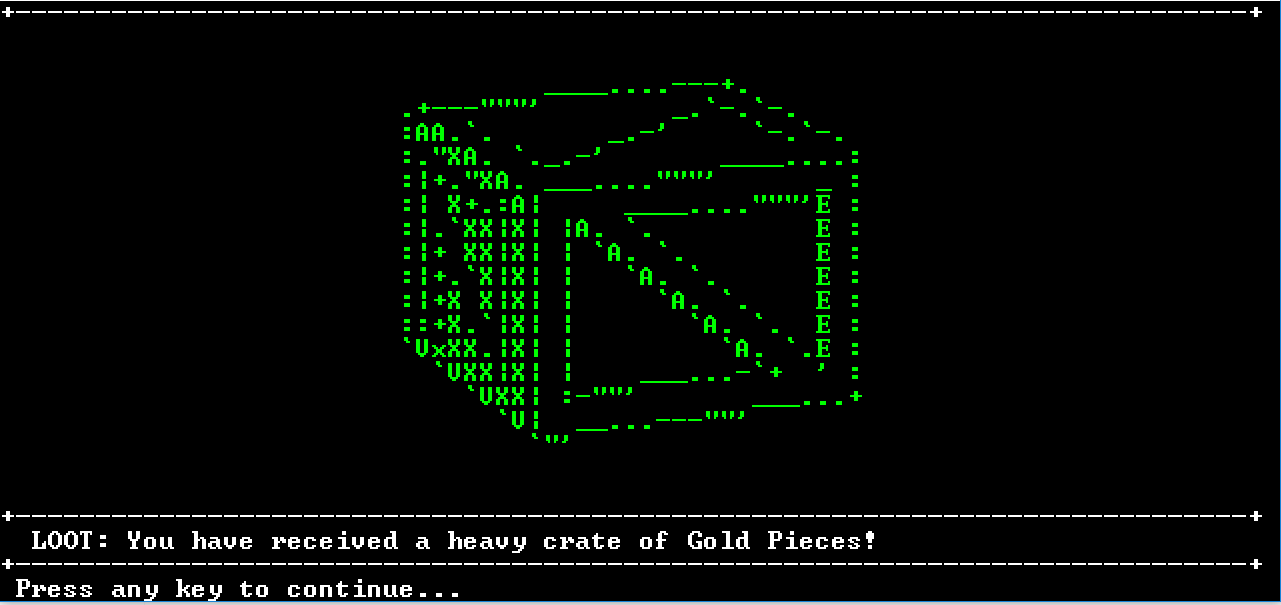 LOOT: You have received a heavy crate of Gold Pieces!
Press any key to continue...